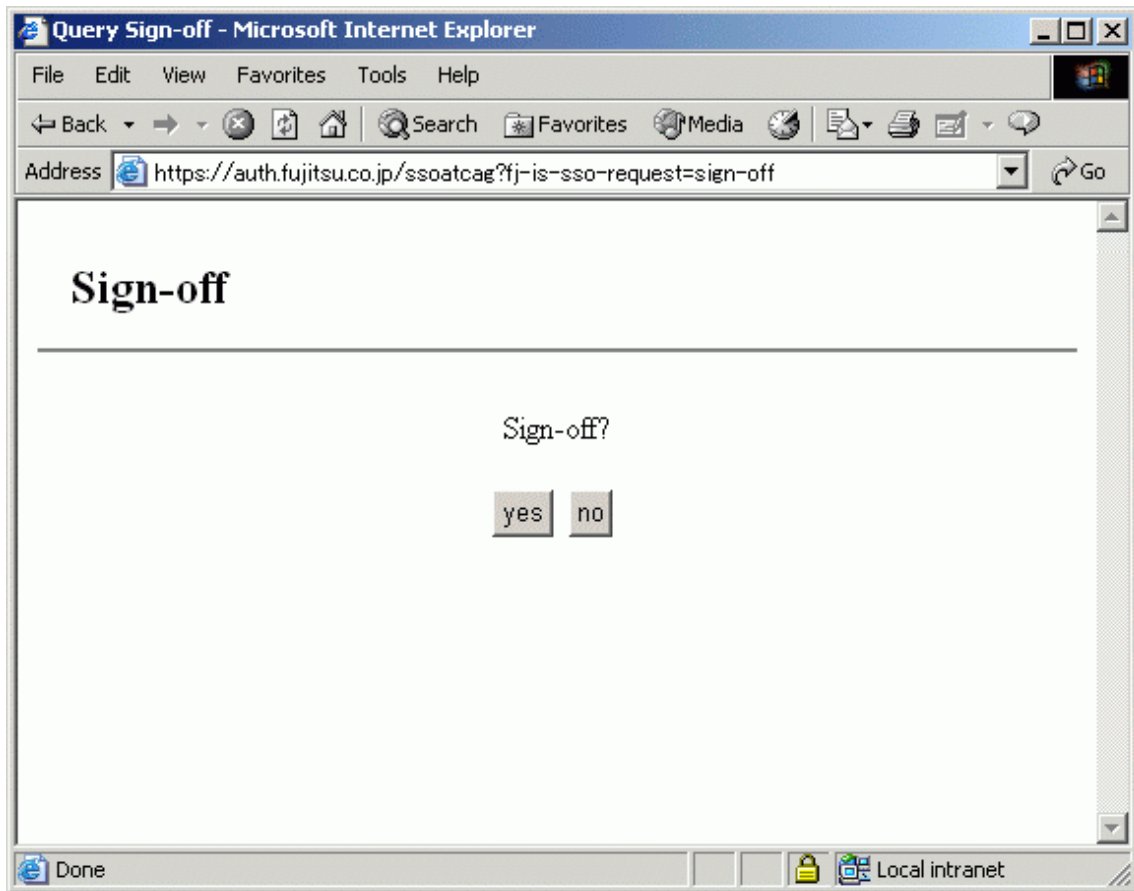 Query Sign-off - Microsoft Internet Explorer
File Edit View Favorites Tools Help
Back Search Favorites Media
Address https://auth.fujitsu.co.jp/ssoatcag?fj-is-sso-request=sign-off Go
Sign-off
Sign-off?
yes no
Done Local intranet